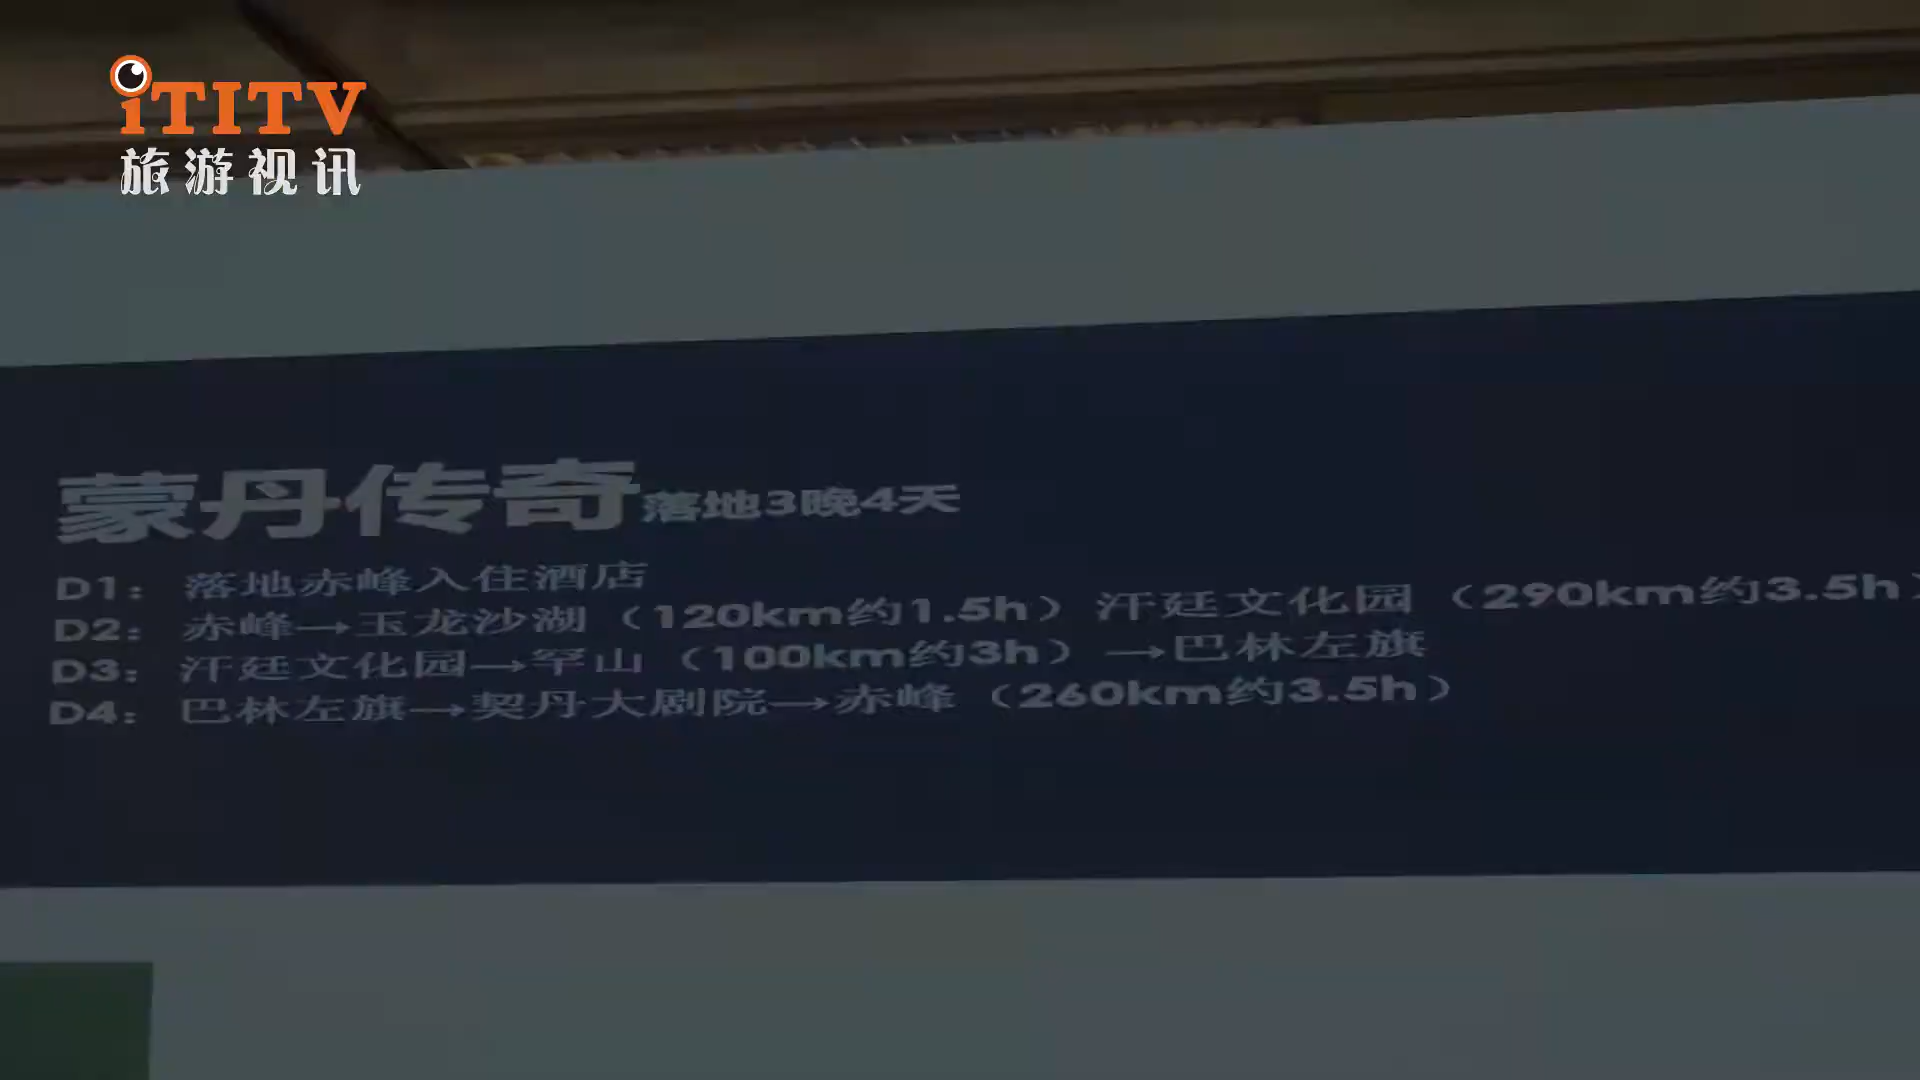 iTITV
旅游视讯
蒙丹传奇落地3晚4天
D1：落地赤峰入住酒店
D2：赤峰→玉龙沙湖（120km约1.5h）汗廷文化园（290km约3.5h）
D3：汗廷文化园→罕山（100km约3h）→巴林左旗
D4：巴林左旗→契丹大剧院→赤峰（260km约3.5h）